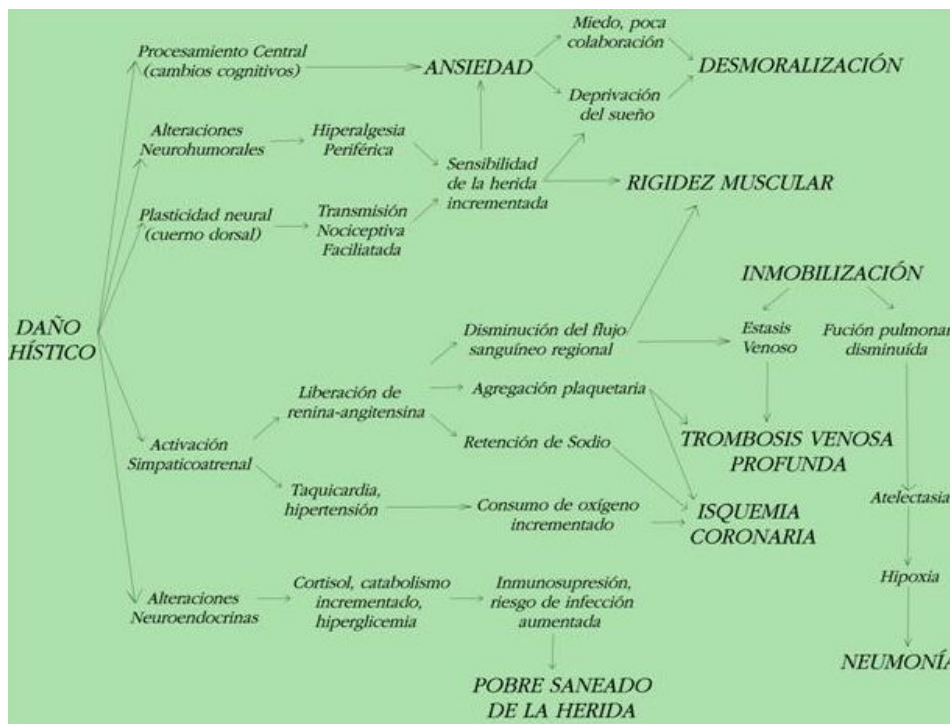 Procesamiento Central
(cambios cognitivos)
ANSIEDAD
Miedo, poca
colaboración
DESMORALIZACIÓN
Deprivación
del sueño
Alteraciones
Neurohumorales
Hiperalgesia
Periférica
Sensibilidad
de la herida
incrementada
RIGIDEZ MUSCULAR
Plasticidad neural
(cuerno dorsal)
Transmisión
Nociceptiva
Faciliatada
INMOBILIZACIÓN
DAÑO
HÍSTICO
Disminución del flujo
sanguíneo regional
Estasis
Venoso
Fución pulmonar
disminuída
Liberación de
renina-angitensina
Agregación plaquetaria
Activación
Simpaticoatrenal
Retención de Sodio
TROMBOSIS VENOSA
PROFUNDA
Taquicardia,
hipertensión
Consumo de oxígeno
incrementado
ISQUEMIA
CORONARIA
Atelectasia
Hipoxia
NEUMONÍA
Alteraciones
Neuroendocrinas
Cortisol, catabolismo
incrementado,
hiperglicemia
Inmunosupresión,
riesgo de infección
aumentada
POBRE SANEADO
DE LA HERIDA